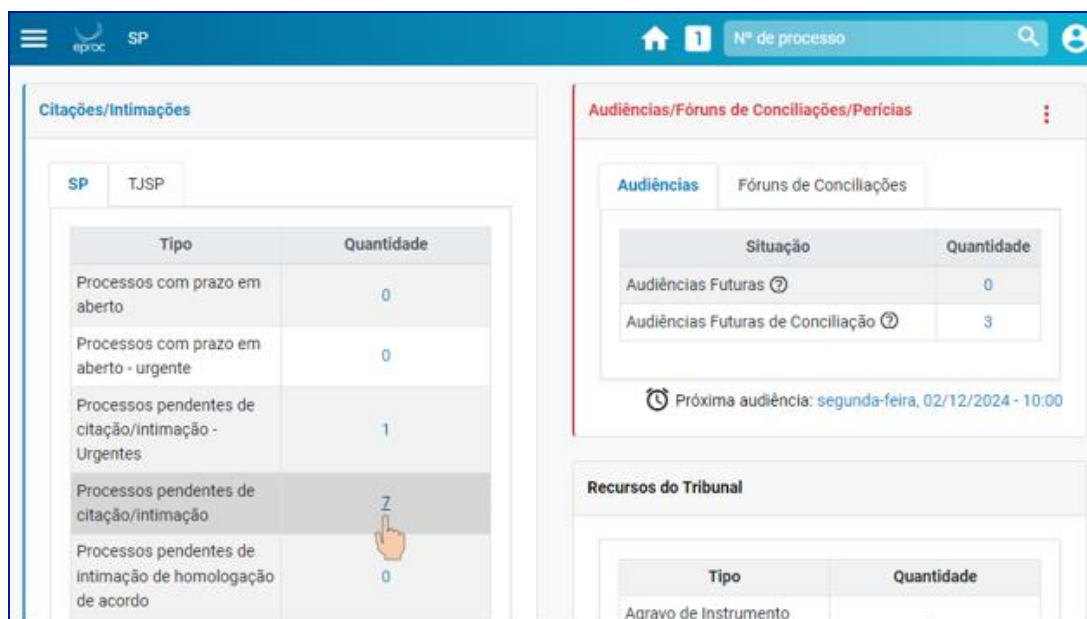 eproc SP 1 Nº de processo
Citações/Intimações
SP TJSP
Tipo Quantidade
Processos com prazo em
aberto 0
Processos com prazo em
aberto - urgente 0
Processos pendentes de
citação/intimação -
Urgentes 1
Processos pendentes de
citação/intimação 7
Processos pendentes de
intimação de homologação
de acordo 0
Audiências/Fóruns de Conciliações/Perícias
Audiências Fóruns de Conciliações
Situação Quantidade
Audiências Futuras ? 0
Audiências Futuras de Conciliação ? 3
Próxima audiência: segunda-feira, 02/12/2024 - 10:00
Recursos do Tribunal
Tipo Quantidade
Agravo de Instrumento